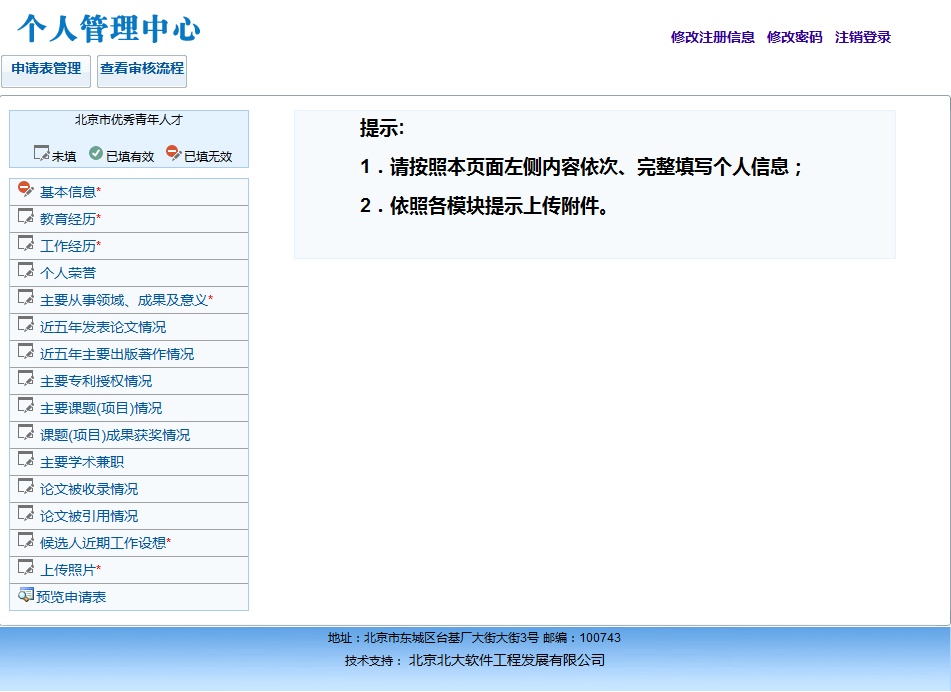 个人管理中心
修改注册信息 修改密码 注销登录
申请表管理 查看审核流程
北京市优秀青年人才
未填 已填有效 已填无效
基本信息*
教育经历*
工作经历*
个人荣誉
主要从事领域、成果及意义*
近五年发表论文情况
近五年主要出版著作情况
主要专利授权情况
主要课题(项目)情况
课题(项目)成果获奖情况
主要学术兼职
论文被收录情况
论文被引用情况
候选人近期工作设想*
上传照片*
预览申请表
提示:
1．请按照本页面左侧内容依次、完整填写个人信息；
2．依照各模块提示上传附件。
地址：北京市东城区台基厂大街大街3号 邮编：100743
技术支持： 北京北大软件工程发展有限公司